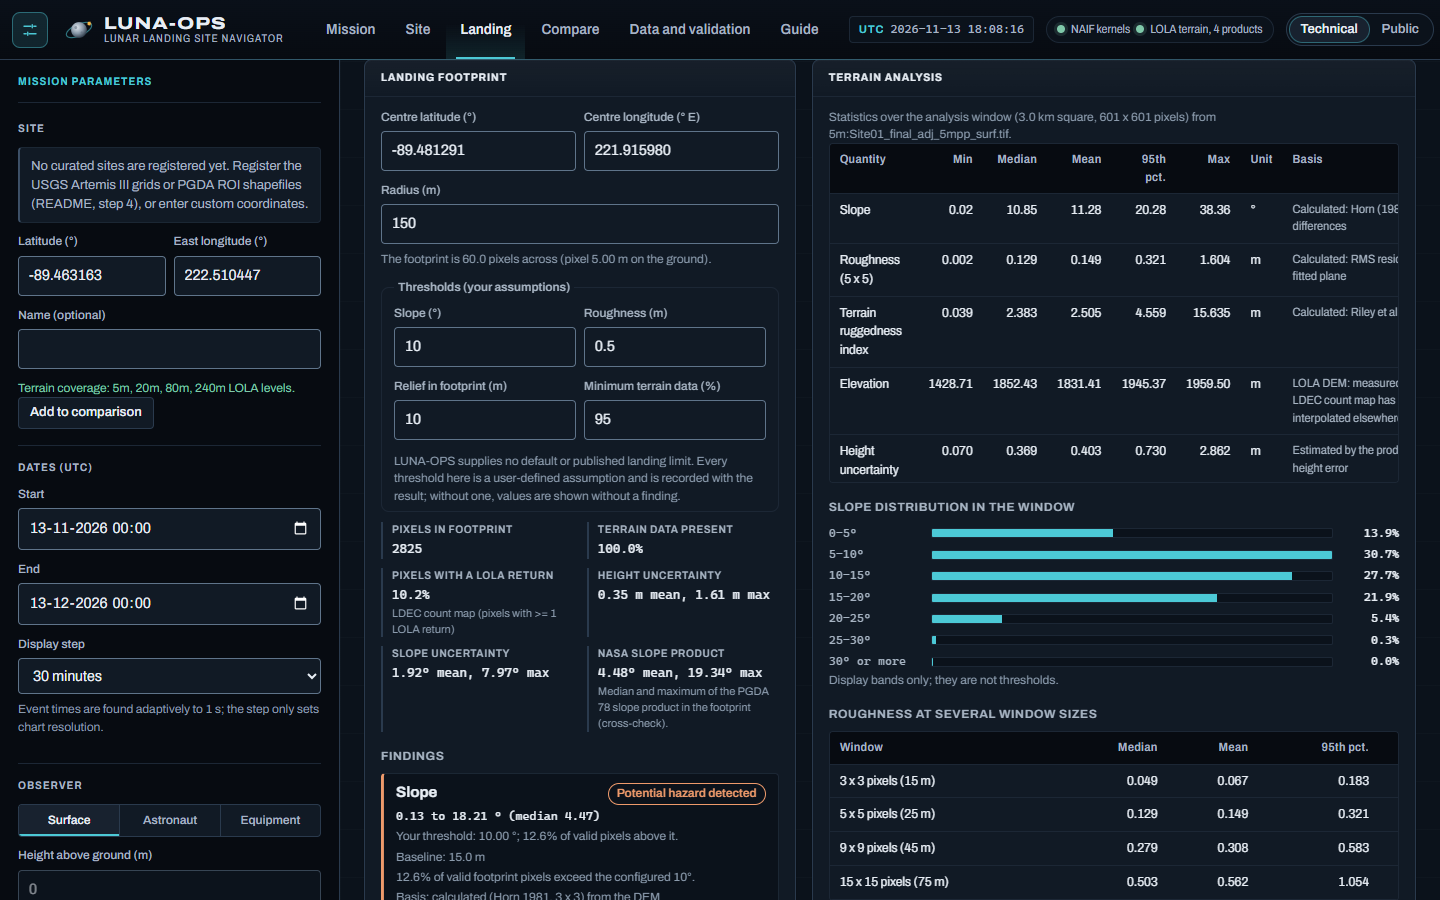 LUNA-OPS
LUNAR LANDING SITE NAVIGATOR
Mission
Site
Landing
Compare
Data and validation
Guide
UTC 2026-11-13 18:08:16
NAIF kernels
LOLA terrain, 4 products
Technical
Public
MISSION PARAMETERS
SITE
No curated sites are registered yet. Register the
USGS Artemis III grids or PGDA ROI shapefiles
(README, step 4), or enter custom coordinates.
Latitude (°)
East longitude (°)
-89.463163
222.510447
Name (optional)
Terrain coverage: 5m, 20m, 80m, 240m LOLA levels.
Add to comparison
DATES (UTC)
Start
13-11-2026 00:00
End
13-12-2026 00:00
Display step
30 minutes
Event times are found adaptively to 1 s; the step only sets
chart resolution.
OBSERVER
Surface
Astronaut
Equipment
Height above ground (m)
0
LANDING FOOTPRINT
Centre latitude (°)
Centre longitude (° E)
-89.481291
221.915980
Radius (m)
150
The footprint is 60.0 pixels across (pixel 5.00 m on the ground).
Thresholds (your assumptions)
Slope (°)
Roughness (m)
10
0.5
Relief in footprint (m)
Minimum terrain data (%)
10
95
LUNA-OPS supplies no default or published landing limit. Every
threshold here is a user-defined assumption and is recorded with the
result; without one, values are shown without a finding.
PIXELS IN FOOTPRINT
2825
TERRAIN DATA PRESENT
100.0%
PIXELS WITH A LOLA RETURN
10.2%
LDEC count map (pixels with >= 1
LOLA return)
HEIGHT UNCERTAINTY
0.35 m mean, 1.61 m max
SLOPE UNCERTAINTY
1.92° mean, 7.97° max
NASA SLOPE PRODUCT
4.48° mean, 19.34° max
Median and maximum of the PGDA
78 slope product in the footprint
(cross-check).
FINDINGS
Slope
Potential hazard detected
0.13 to 18.21 ° (median 4.47)
Your threshold: 10.00 °; 12.6% of valid pixels above it.
Baseline: 15.0 m
12.6% of valid footprint pixels exceed the configured 10°.
Basis: calculated (Horn 1981, 3 x 3) from the DEM
TERRAIN ANALYSIS
Statistics over the analysis window (3.0 km square, 601 x 601 pixels) from
5m:Site01_final_adj_5mpp_surf.tif.
Quantity Min Median Mean 95th pct. Max Unit Basis
Slope 0.02 10.85 11.28 20.28 38.36 ° Calculated: Horn (198
differences
Roughness (5 x 5) 0.002 0.129 0.149 0.321 1.604 m Calculated: RMS resid
fitted plane
Terrain ruggedness index 0.039 2.383 2.505 4.559 15.635 m Calculated: Riley et al
Elevation 1428.71 1852.43 1831.41 1945.37 1959.50 m LOLA DEM: measured
LDEC count map has
interpolated elsewhere
Height uncertainty 0.070 0.369 0.403 0.730 2.862 m Estimated by the prod
height error
SLOPE DISTRIBUTION IN THE WINDOW
0–5° 13.9%
5–10° 30.7%
10–15° 27.7%
15–20° 21.9%
20–25° 5.4%
25–30° 0.3%
30° or more 0.0%
Display bands only; they are not thresholds.
ROUGHNESS AT SEVERAL WINDOW SIZES
Window Median Mean 95th pct.
3 x 3 pixels (15 m) 0.049 0.067 0.183
5 x 5 pixels (25 m) 0.129 0.149 0.321
9 x 9 pixels (45 m) 0.279 0.308 0.583
15 x 15 pixels (75 m) 0.503 0.562 1.054